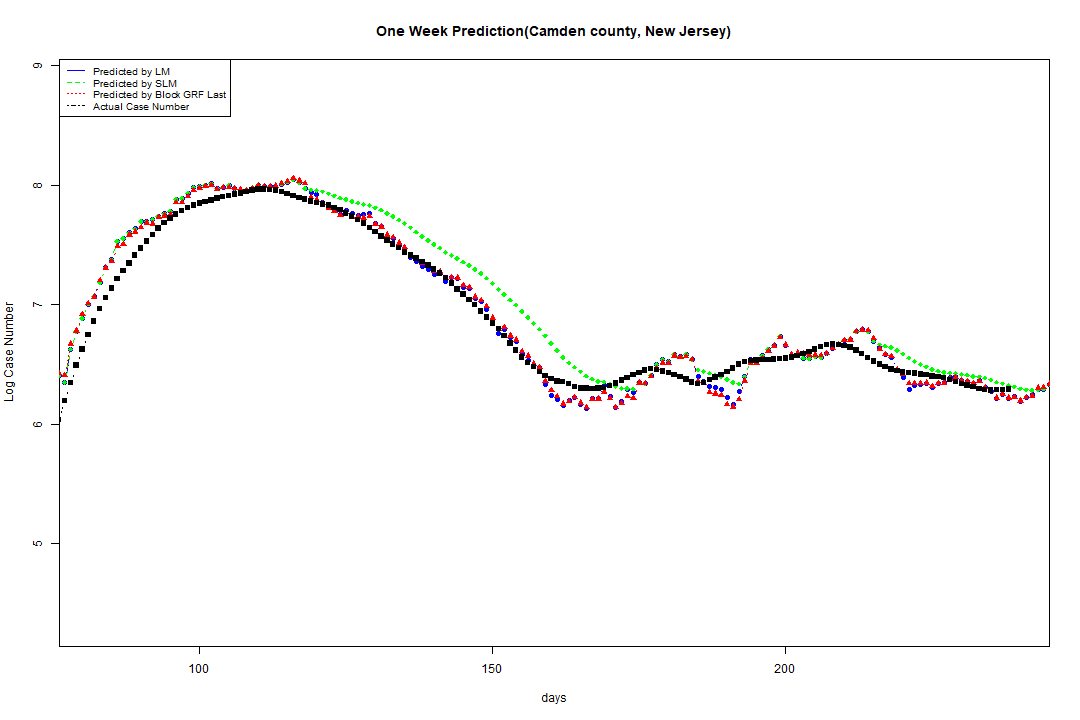 One Week Prediction(Camden county, New Jersey)
Predicted by LM
Predicted by SLM
Predicted by Block GRF Last
Actual Case Number
9
8
7
6
5
Log Case Number
100 150 200
days